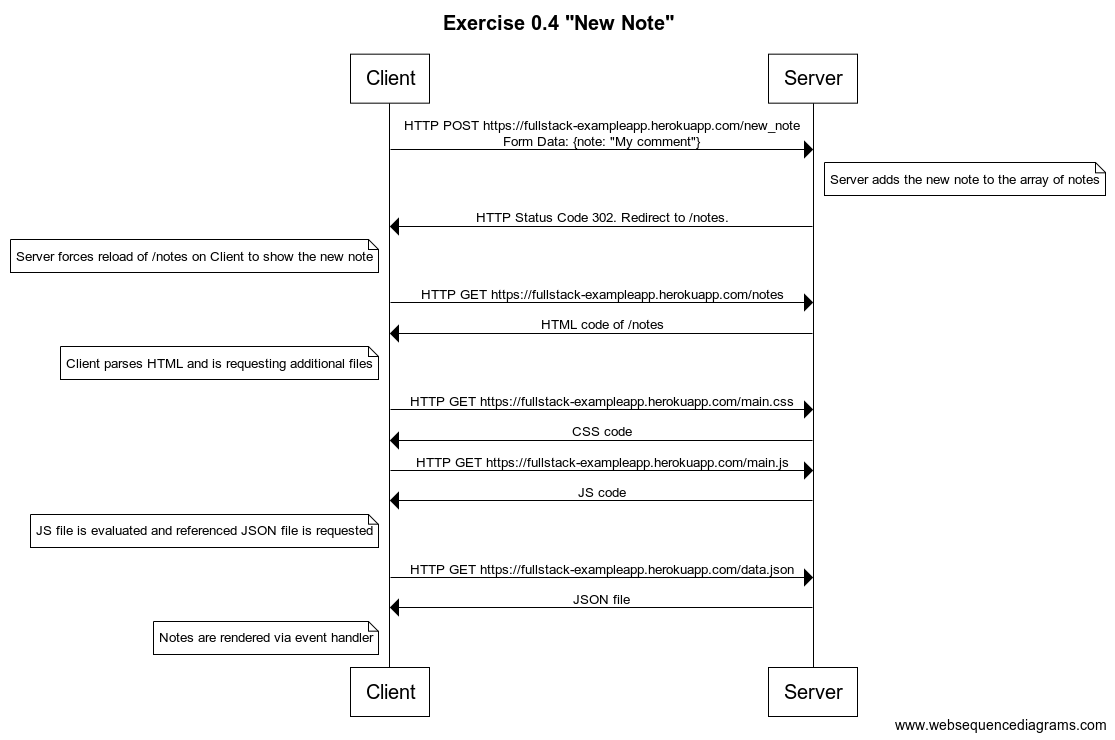 Exercise 0.4 "New Note"
Client
Server
HTTP POST https://fullstack-exampleapp.herokuapp.com/new_note
Form Data: {note: "My comment"}
Server adds the new note to the array of notes
HTTP Status Code 302. Redirect to /notes.
Server forces reload of /notes on Client to show the new note
HTTP GET https://fullstack-exampleapp.herokuapp.com/notes
HTML code of /notes
Client parses HTML and is requesting additional files
HTTP GET https://fullstack-exampleapp.herokuapp.com/main.css
CSS code
HTTP GET https://fullstack-exampleapp.herokuapp.com/main.js
JS code
JS file is evaluated and referenced JSON file is requested
HTTP GET https://fullstack-exampleapp.herokuapp.com/data.json
JSON file
Notes are rendered via event handler
Client
Server
www.websequencediagrams.com